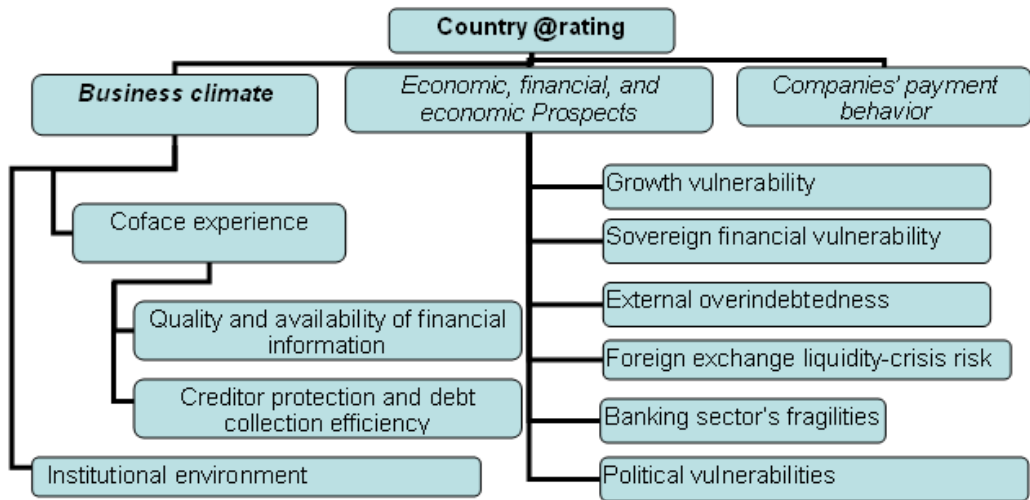 Country @rating
Business climate
Economic, financial, and
economic Prospects
Companies' payment
behavior
Growth vulnerability
Coface experience
Sovereign financial vulnerability
External overindebtedness
Quality and availability of financial
information
Foreign exchange liquidity-crisis risk
Creditor protection and debt
collection efficiency
Banking sector's fragilities
Institutional environment
Political vulnerabilities